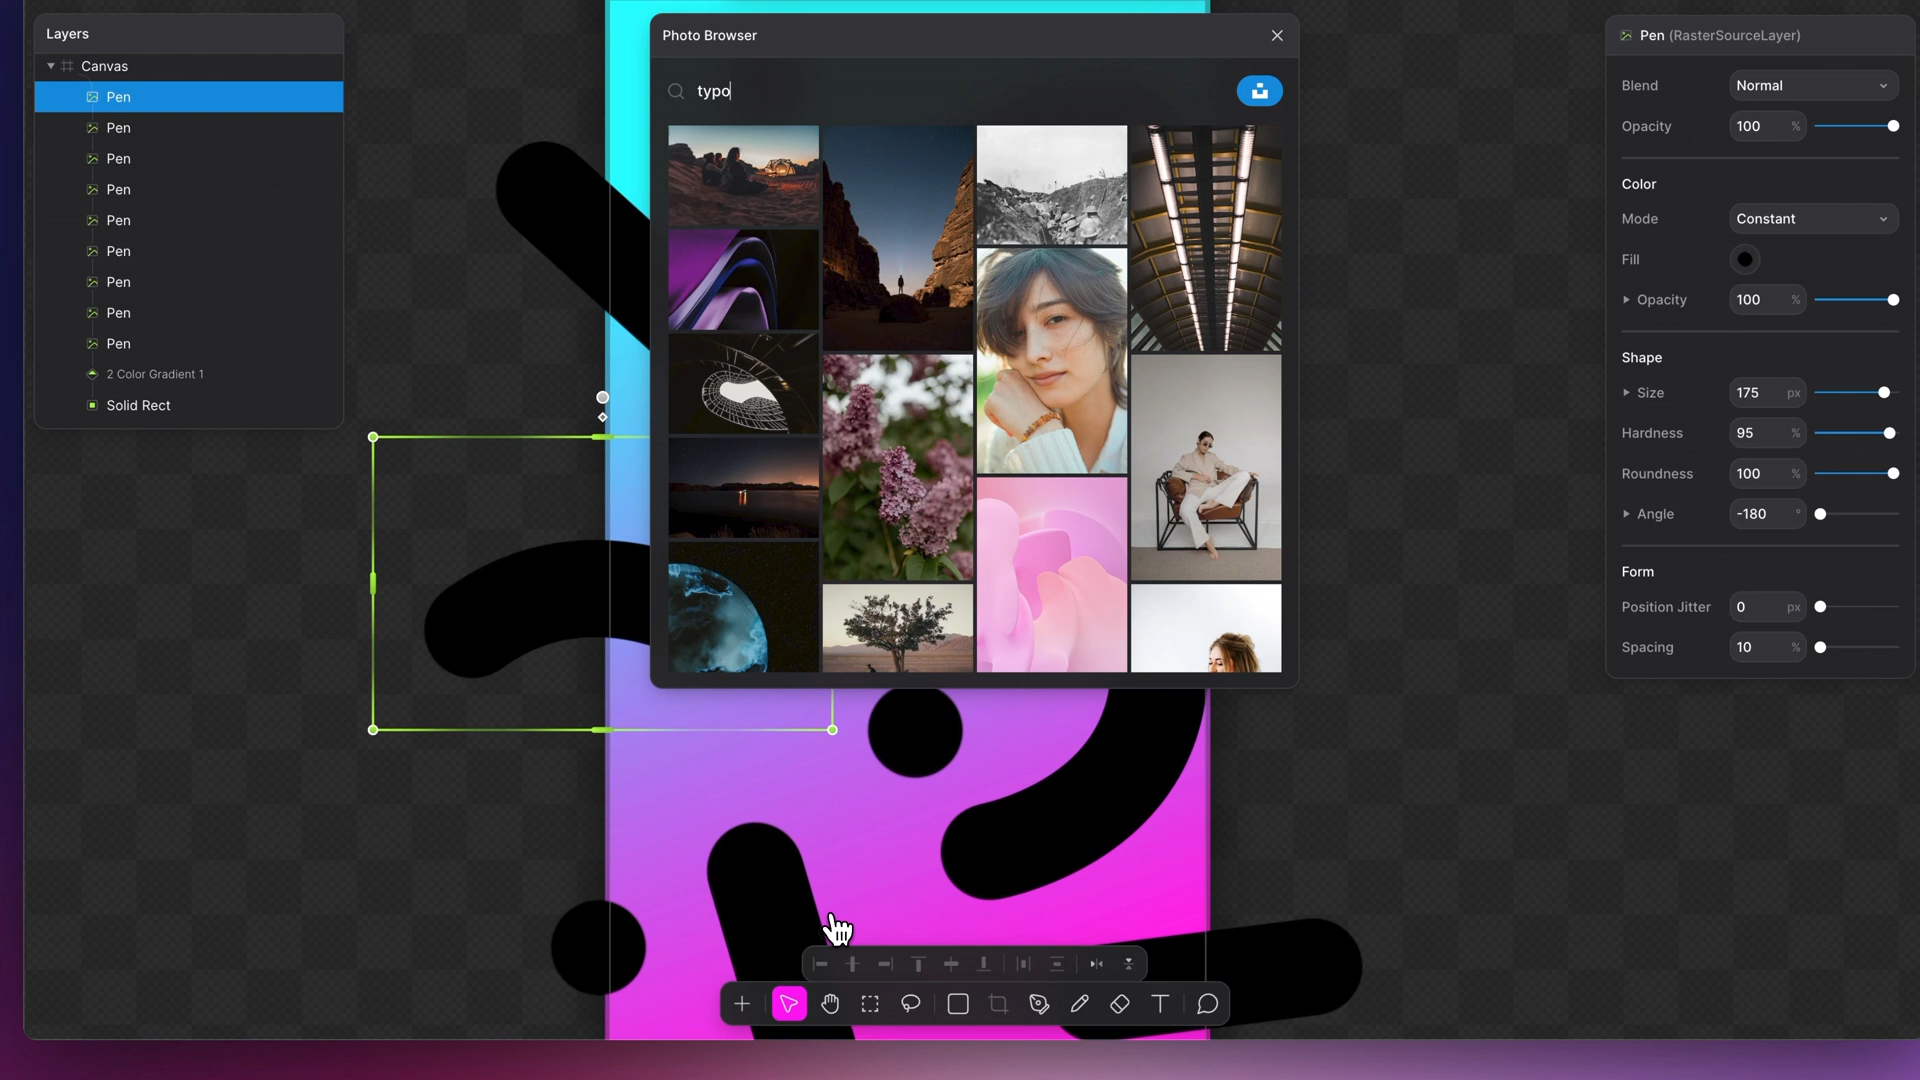 Layers
Canvas
Pen
Pen
Pen
Pen
Pen
Pen
Pen
Pen
Pen
2 Color Gradient 1
Solid Rect
Photo Browser
typo
Pen (RasterSourceLayer)
Blend Normal
Opacity 100 %
Color
Mode Constant
Fill
Opacity 100 %
Shape
Size 175 px
Hardness 95 %
Roundness 100 %
Angle -180 °
Form
Position Jitter 0 px
Spacing 10 %